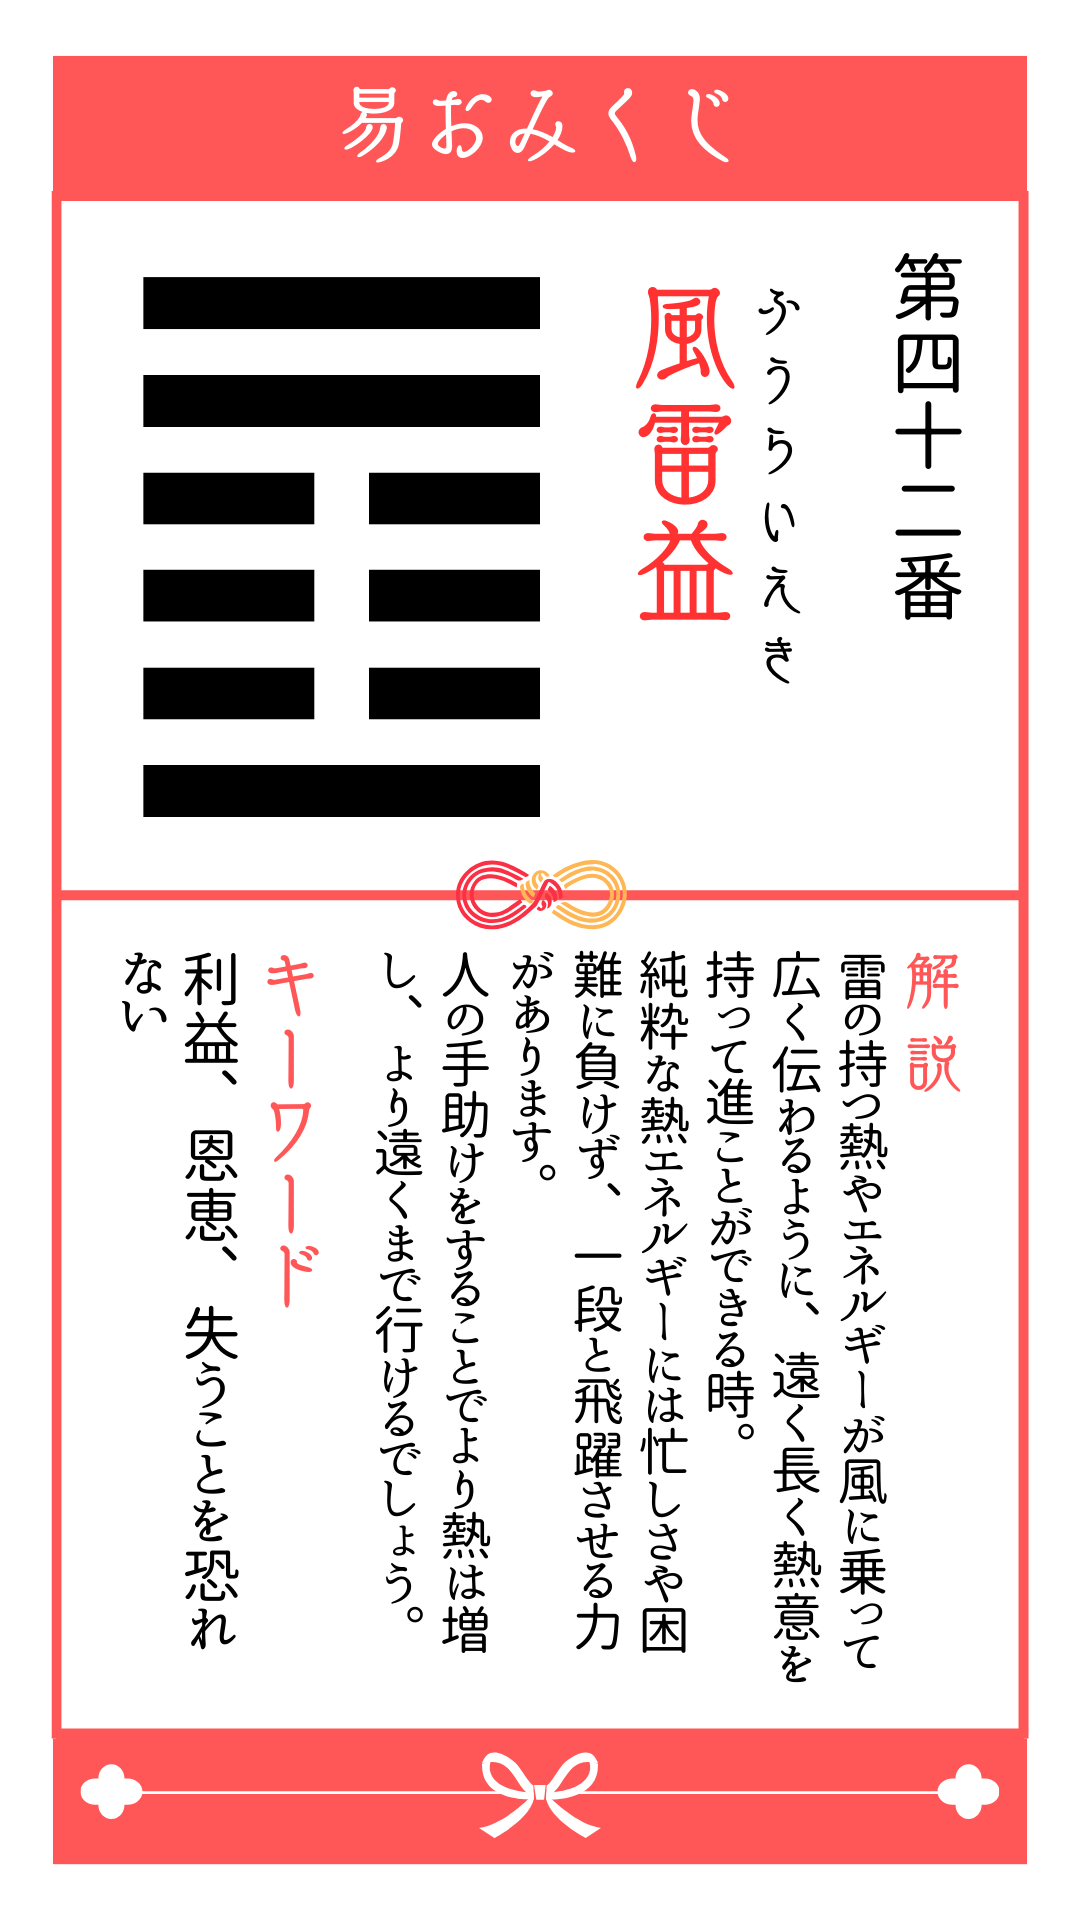 易おみくじ
第四十二番
ふうらいえき
風雷益
解説
雷の持つ熱やエネルギーが風に乗って
広く伝わるように、遠く長く熱意を
持って進ことができる時。
純粋な熱エネルギーには忙しさや困
難に負けず、一段と飛躍させる力
があります。
人の手助けをすることでより熱は増
し、より遠くまで行けるでしょう。
キーワード
利益、恩恵、失うことを恐れ
ない